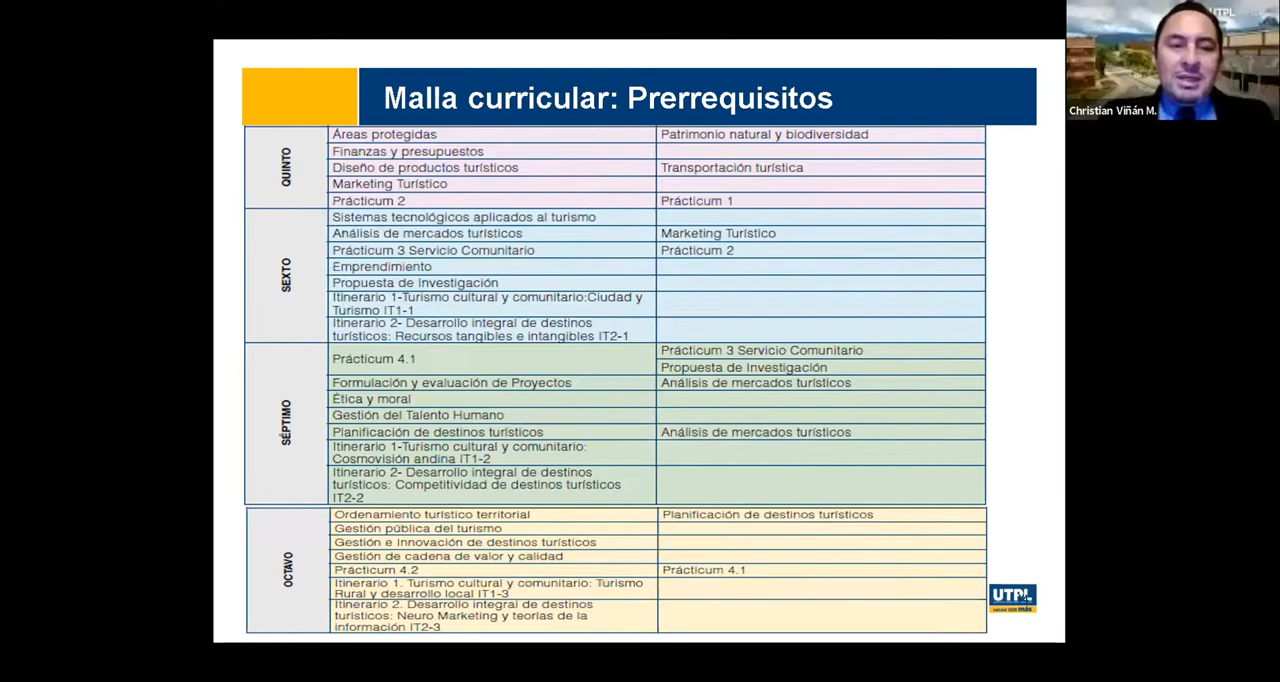 UTPL
Christian Viñán M.
Malla curricular: Prerrequisitos
QUINTO
Áreas protegidas
Patrimonio natural y biodiversidad
Finanzas y presupuestos
Diseño de productos turísticos
Transportación turística
Marketing Turístico
Prácticum 2
Prácticum 1
SEXTO
Sistemas tecnológicos aplicados al turismo
Análisis de mercados turísticos
Marketing Turístico
Prácticum 3 Servicio Comunitario
Prácticum 2
Emprendimiento
Propuesta de Investigación
Itinerario 1-Turismo cultural y comunitario:Ciudad y
Turismo IT1-1
Itinerario 2- Desarrollo integral de destinos
turísticos: Recursos tangibles e intangibles IT2-1
SÉPTIMO
Prácticum 4.1
Prácticum 3 Servicio Comunitario
Propuesta de Investigación
Formulación y evaluación de Proyectos
Análisis de mercados turísticos
Ética y moral
Gestión del Talento Humano
Planificación de destinos turísticos
Análisis de mercados turísticos
Itinerario 1-Turismo cultural y comunitario:
Cosmovisión andina IT1-2
Itinerario 2- Desarrollo integral de destinos
turísticos: Competitividad de destinos turísticos
IT2-2
OCTAVO
Ordenamiento turístico territorial
Planificación de destinos turísticos
Gestión pública del turismo
Gestión e Innovación de destinos turísticos
Gestión de cadena de valor y calidad
Prácticum 4.2
Prácticum 4.1
Itinerario 1. Turismo cultural y comunitario: Turismo
Rural y desarrollo local IT1-3
Itinerario 2. Desarrollo integral de destinos
turísticos: Neuro Marketing y teorías de la
información IT2-3
UTPL
más